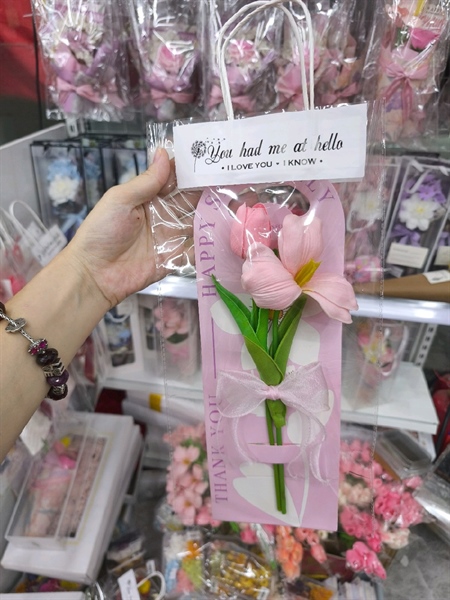 You had me at hello
• I LOVE YOU • I KNOW •
HAPPY
THANK YOU